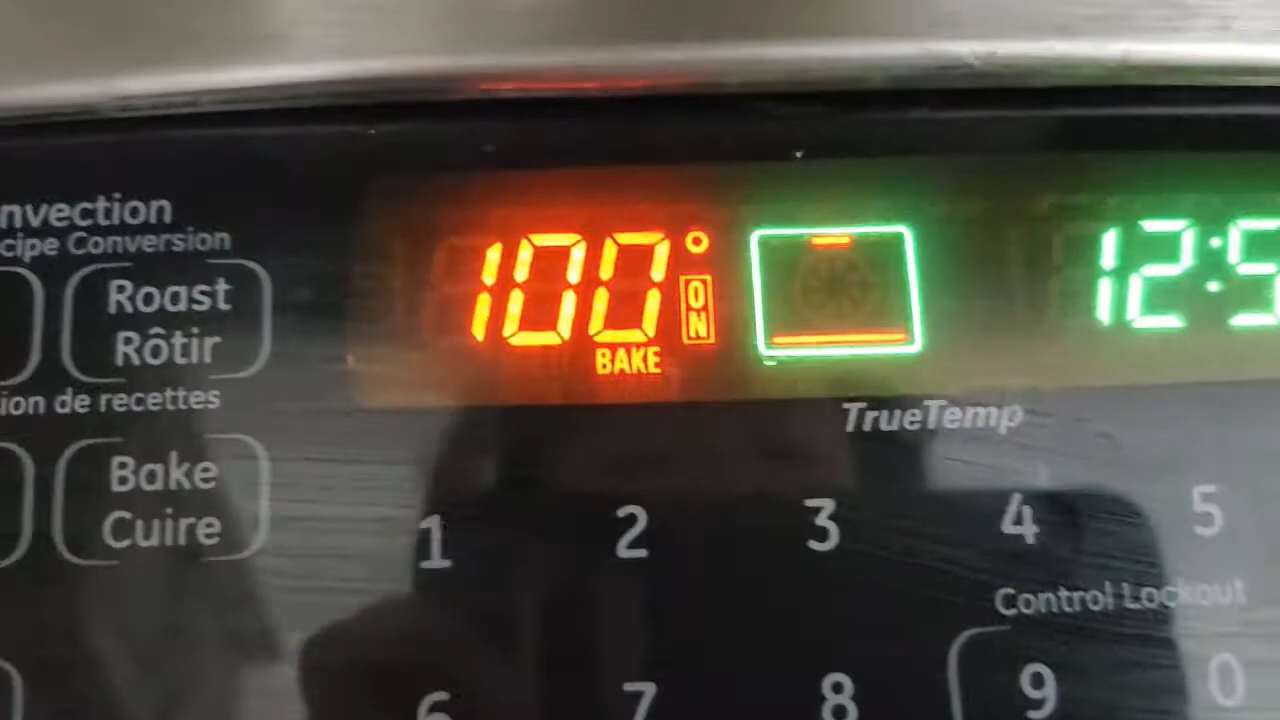 nvection
cipe Conversion
Roast
Rôtir
ion de recettes
Bake
Cuire
100°
ON
BAKE
12:5
TrueTemp
1 2 3 4 5
Control Lockout
6 7 8 9 0